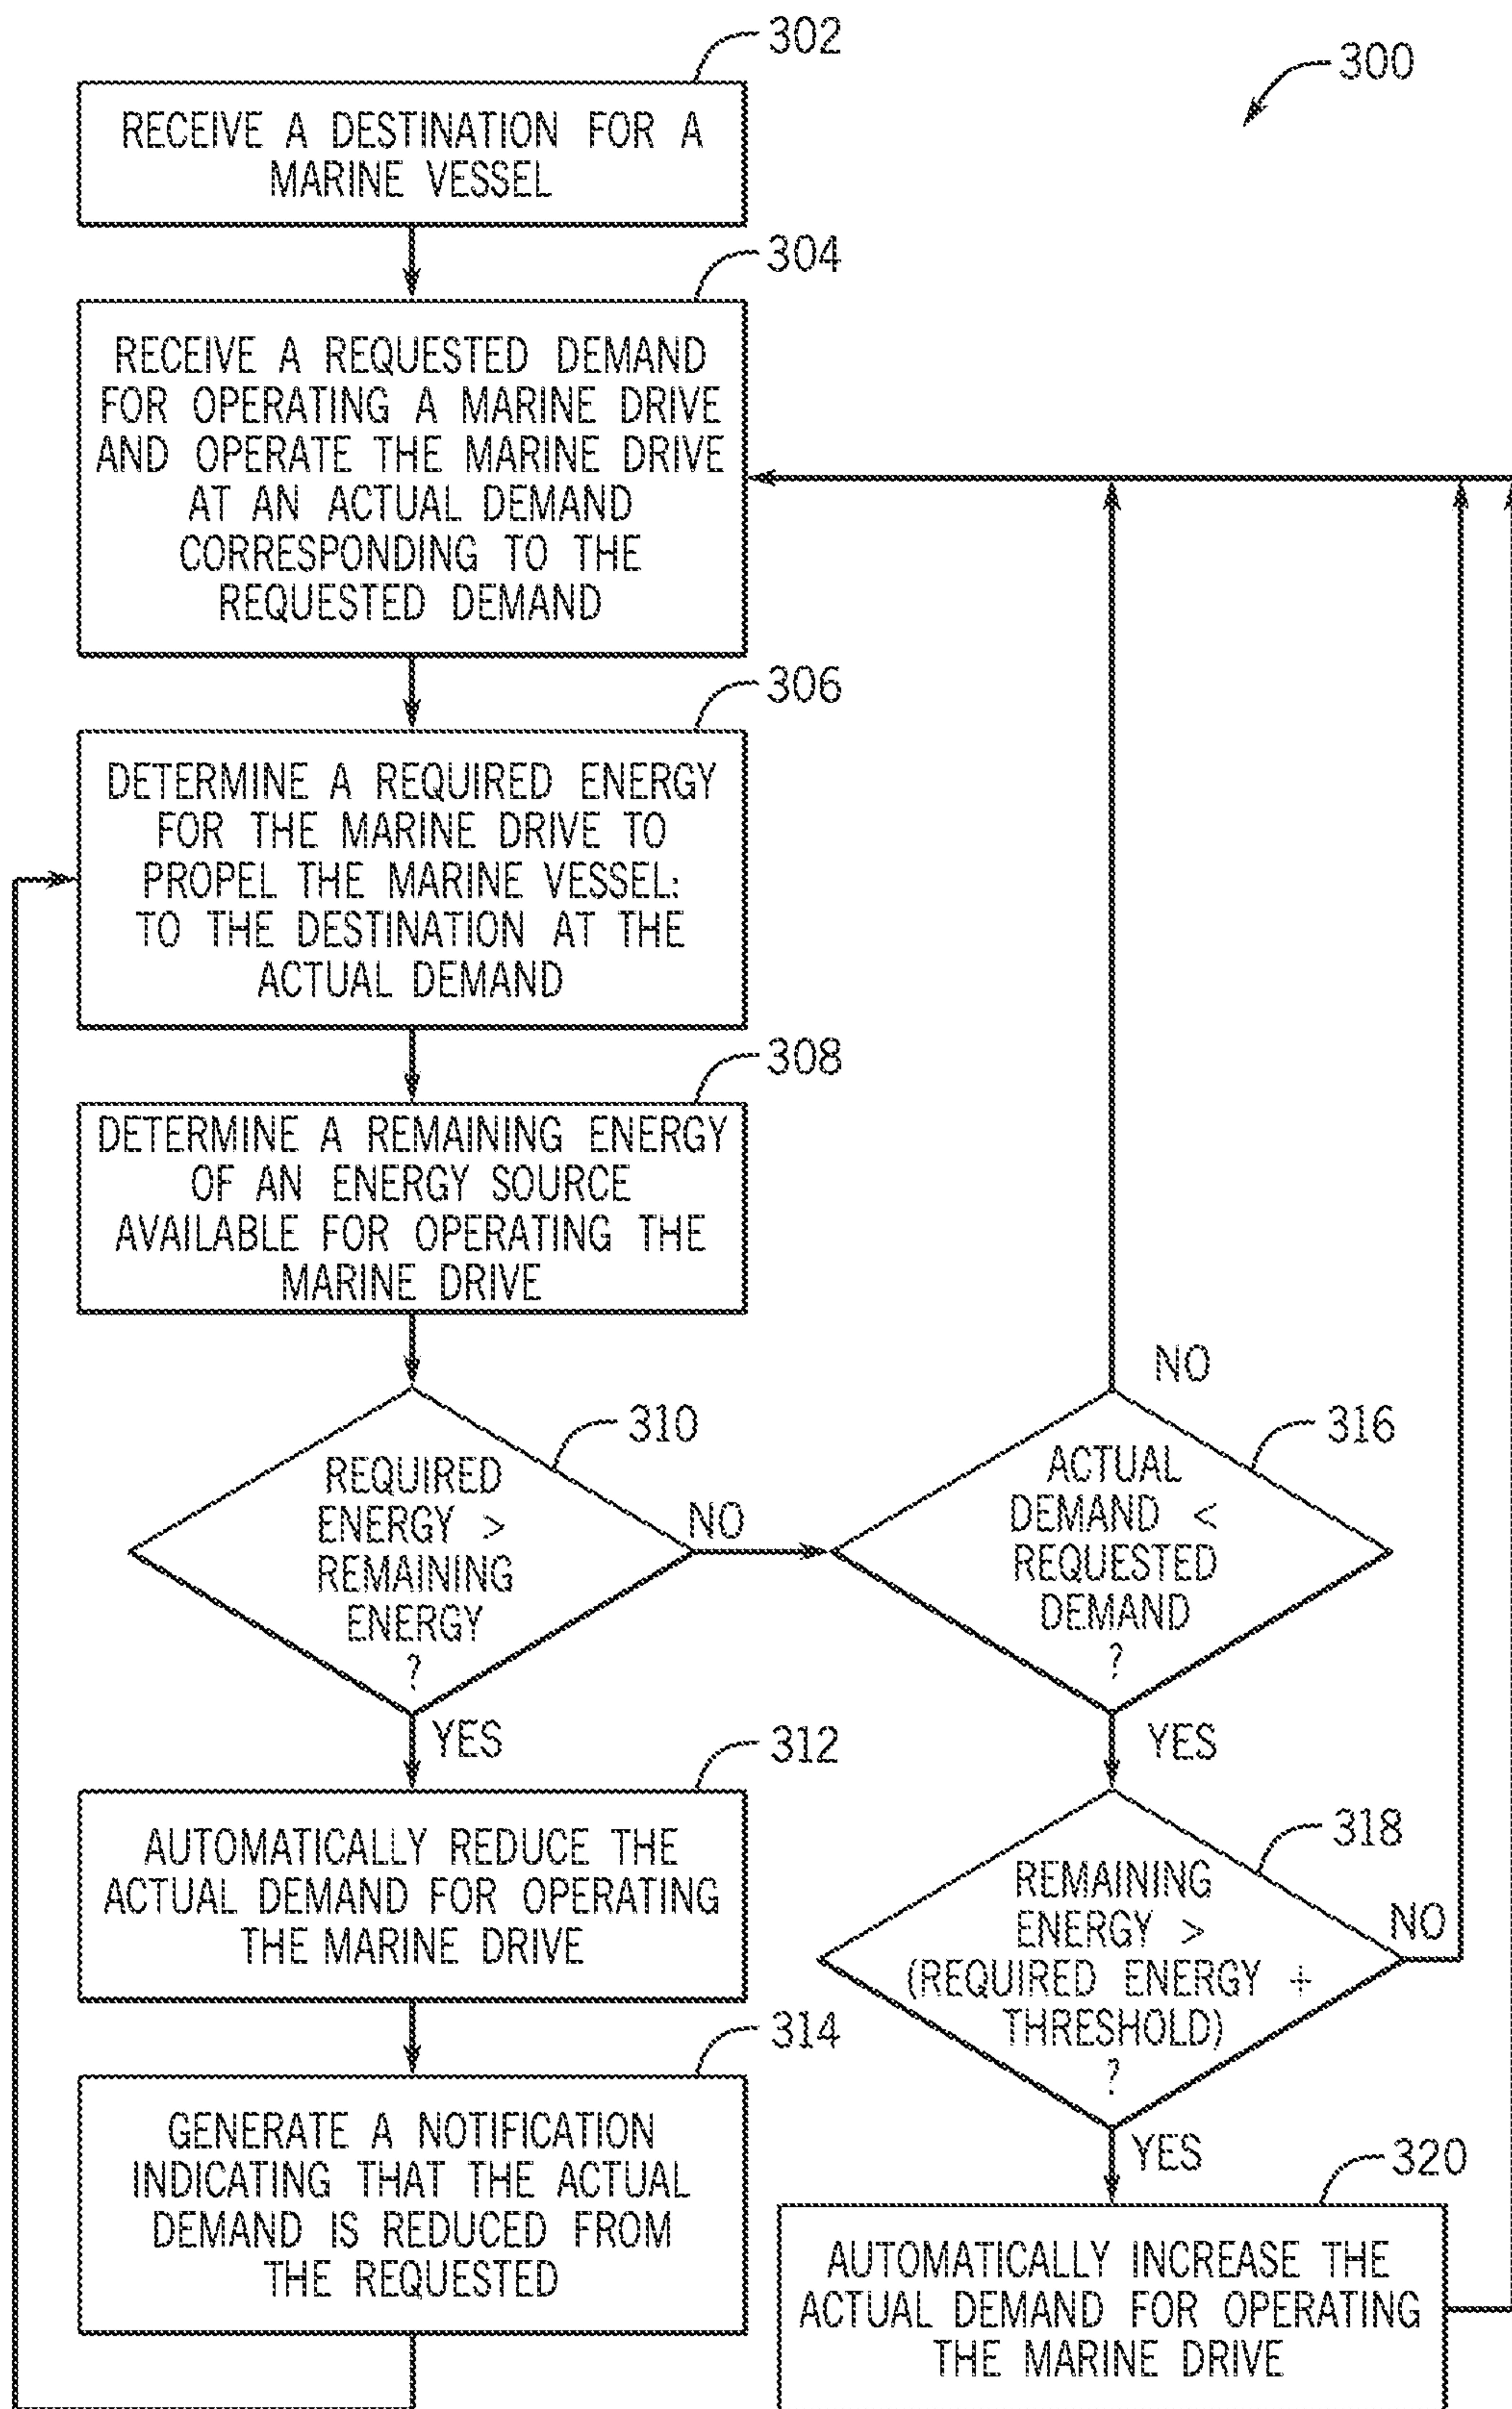 302
300
RECEIVE A DESTINATION FOR A
MARINE VESSEL
304
RECEIVE A REQUESTED DEMAND
FOR OPERATING A MARINE DRIVE
AND OPERATE THE MARINE DRIVE
AT AN ACTUAL DEMAND
CORRESPONDING TO THE
REQUESTED DEMAND
306
DETERMINE A REQUIRED ENERGY
FOR THE MARINE DRIVE TO
PROPEL THE MARINE VESSEL:
TO THE DESTINATION AT THE
ACTUAL DEMAND
308
DETERMINE A REMAINING ENERGY
OF AN ENERGY SOURCE
AVAILABLE FOR OPERATING THE
MARINE DRIVE
310
REQUIRED
ENERGY >
REMAINING
ENERGY
?
NO
YES
312
AUTOMATICALLY REDUCE THE
ACTUAL DEMAND FOR OPERATING
THE MARINE DRIVE
314
GENERATE A NOTIFICATION
INDICATING THAT THE ACTUAL
DEMAND IS REDUCED FROM
THE REQUESTED
NO
316
ACTUAL
DEMAND <
REQUESTED
DEMAND
?
YES
318
REMAINING
ENERGY >
(REQUIRED ENERGY +
THRESHOLD)
?
NO
YES
320
AUTOMATICALLY INCREASE THE
ACTUAL DEMAND FOR OPERATING
THE MARINE DRIVE